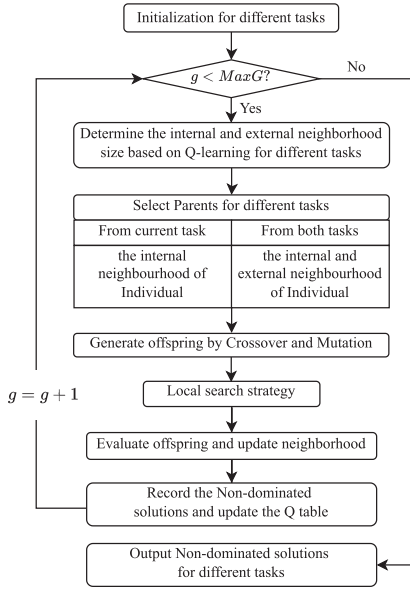 Initialization for different tasks
g < MaxG?
No
Yes
Determine the internal and external neighborhood
size based on Q-learning for different tasks
Select Parents for different tasks
From current task
From both tasks
the internal
neighbourhood of
Individual
the internal and
external neighbourhood
of Individual
Generate offspring by Crossover and Mutation
g = g + 1
Local search strategy
Evaluate offspring and update neighborhood
Record the Non-dominated
solutions and update the Q table
Output Non-dominated solutions
for different tasks